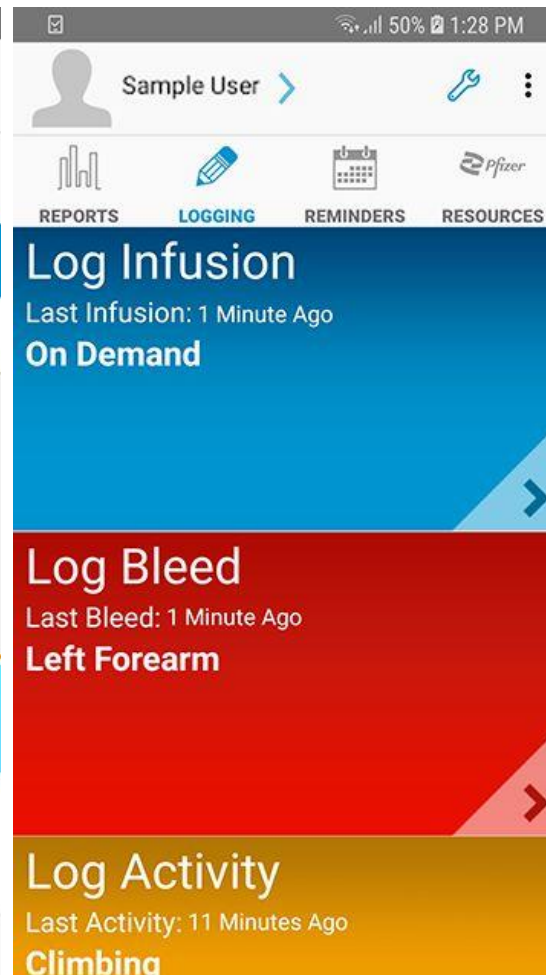 50% 1:28 PM
Sample User
Pfizer
REPORTS LOGGING REMINDERS RESOURCES
Log Infusion
Last Infusion: 1 Minute Ago
On Demand
Log Bleed
Last Bleed: 1 Minute Ago
Left Forearm
Log Activity
Last Activity: 11 Minutes Ago
Climbing